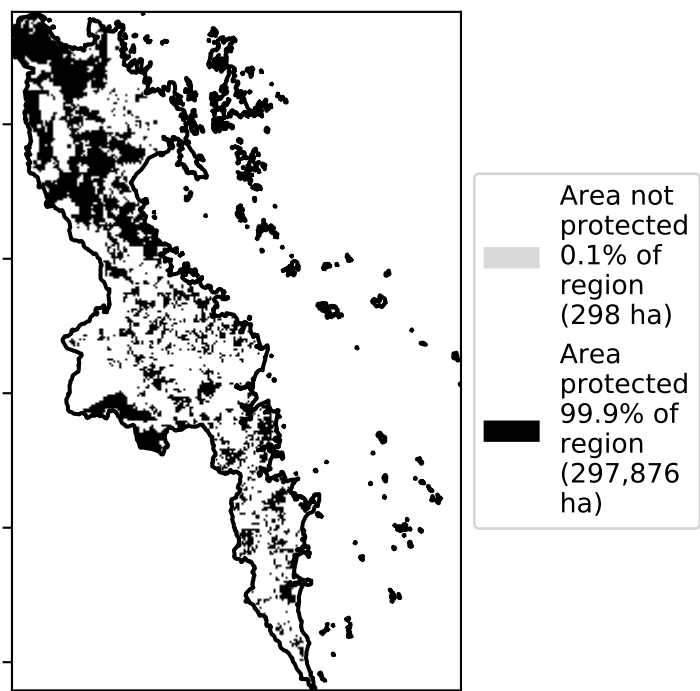 Area not
protected
0.1% of
region
(298 ha)
Area
protected
99.9% of
region
(297,876
ha)